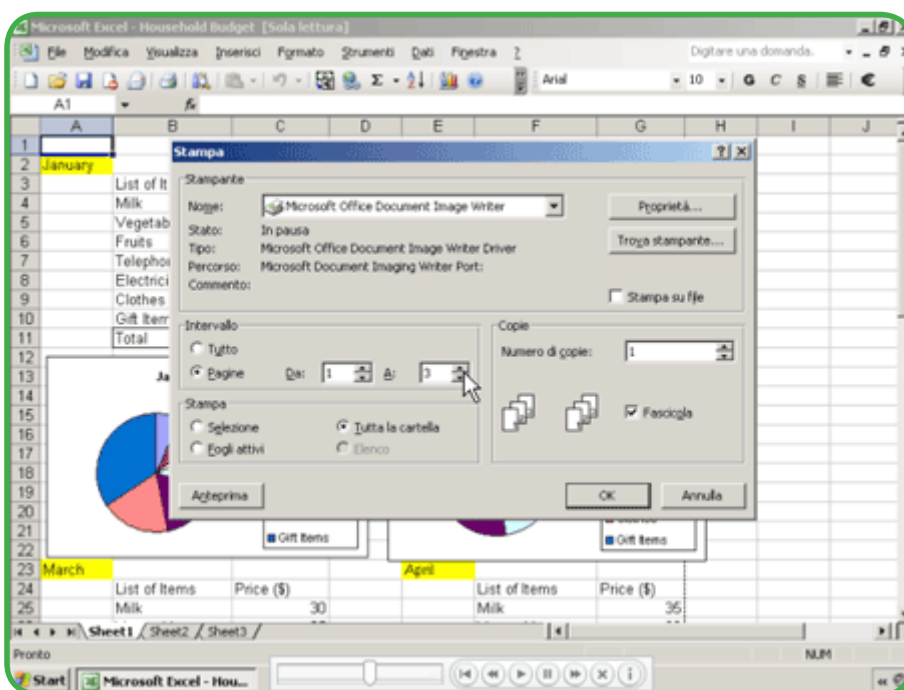 Microsoft Excel - Household Budget [Sola lettura]
File Modifica Visualizza Inserisci Formato Strumenti Dati Finestra ? Digitare una domanda.
Arial 10 G C S €
A1 fx
A B C D E F G H I J
1
2 January
3 List of It
4 Milk
5 Vegetab
6 Fruits
7 Telepho
8 Electrici
9 Clothes
10 Gift Item
11 Total
12
13 Ja
14
15
16
17
18
19
20
21 Gift Items
22 Gift Items
23 March April
24 List of Items Price ($) List of Items Price ($)
25 Milk 30 Milk 35
Stampa
Stampante
Nome: Microsoft Office Document Image Writer Proprietà...
Stato: In pausa
Tipo: Microsoft Office Document Image Writer Driver Trova stampante....
Percorso: Microsoft Document Imaging Writer Port:
Commento:
Stampa su file
Intervallo Copie
Tutto Numero di copie: 1
Pagine Da: 1 A: 3
Stampa
Selezione Tutta la cartella Fascicola
Fogli attivi Elenco
Anteprima OK Annulla
Sheet1 / Sheet2 / Sheet3 /
Pronto NUM
Start Microsoft Excel - Hou...